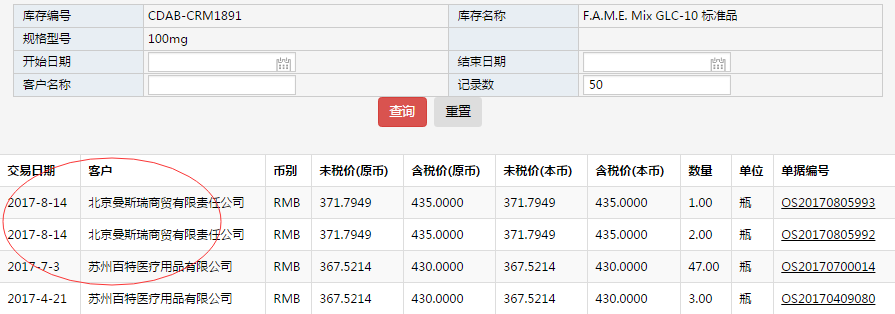 库存编号 CDAB-CRM1891 库存名称 F.A.M.E. Mix GLC-10 标准品
规格型号 100mg
开始日期 结束日期
客户名称 记录数 50
查询 重置
交易日期 客户 币别 未税价(原币) 含税价(原币) 未税价(本币) 含税价(本币) 数量 单位 单据编号
2017-8-14 北京曼斯瑞商贸有限责任公司 RMB 371.7949 435.0000 371.7949 435.0000 1.00 瓶 OS20170805993
2017-8-14 北京曼斯瑞商贸有限责任公司 RMB 371.7949 435.0000 371.7949 435.0000 2.00 瓶 OS20170805992
2017-7-3 苏州百特医疗用品有限公司 RMB 367.5214 430.0000 367.5214 430.0000 47.00 瓶 OS20170700014
2017-4-21 苏州百特医疗用品有限公司 RMB 367.5214 430.0000 367.5214 430.0000 3.00 瓶 OS20170409080